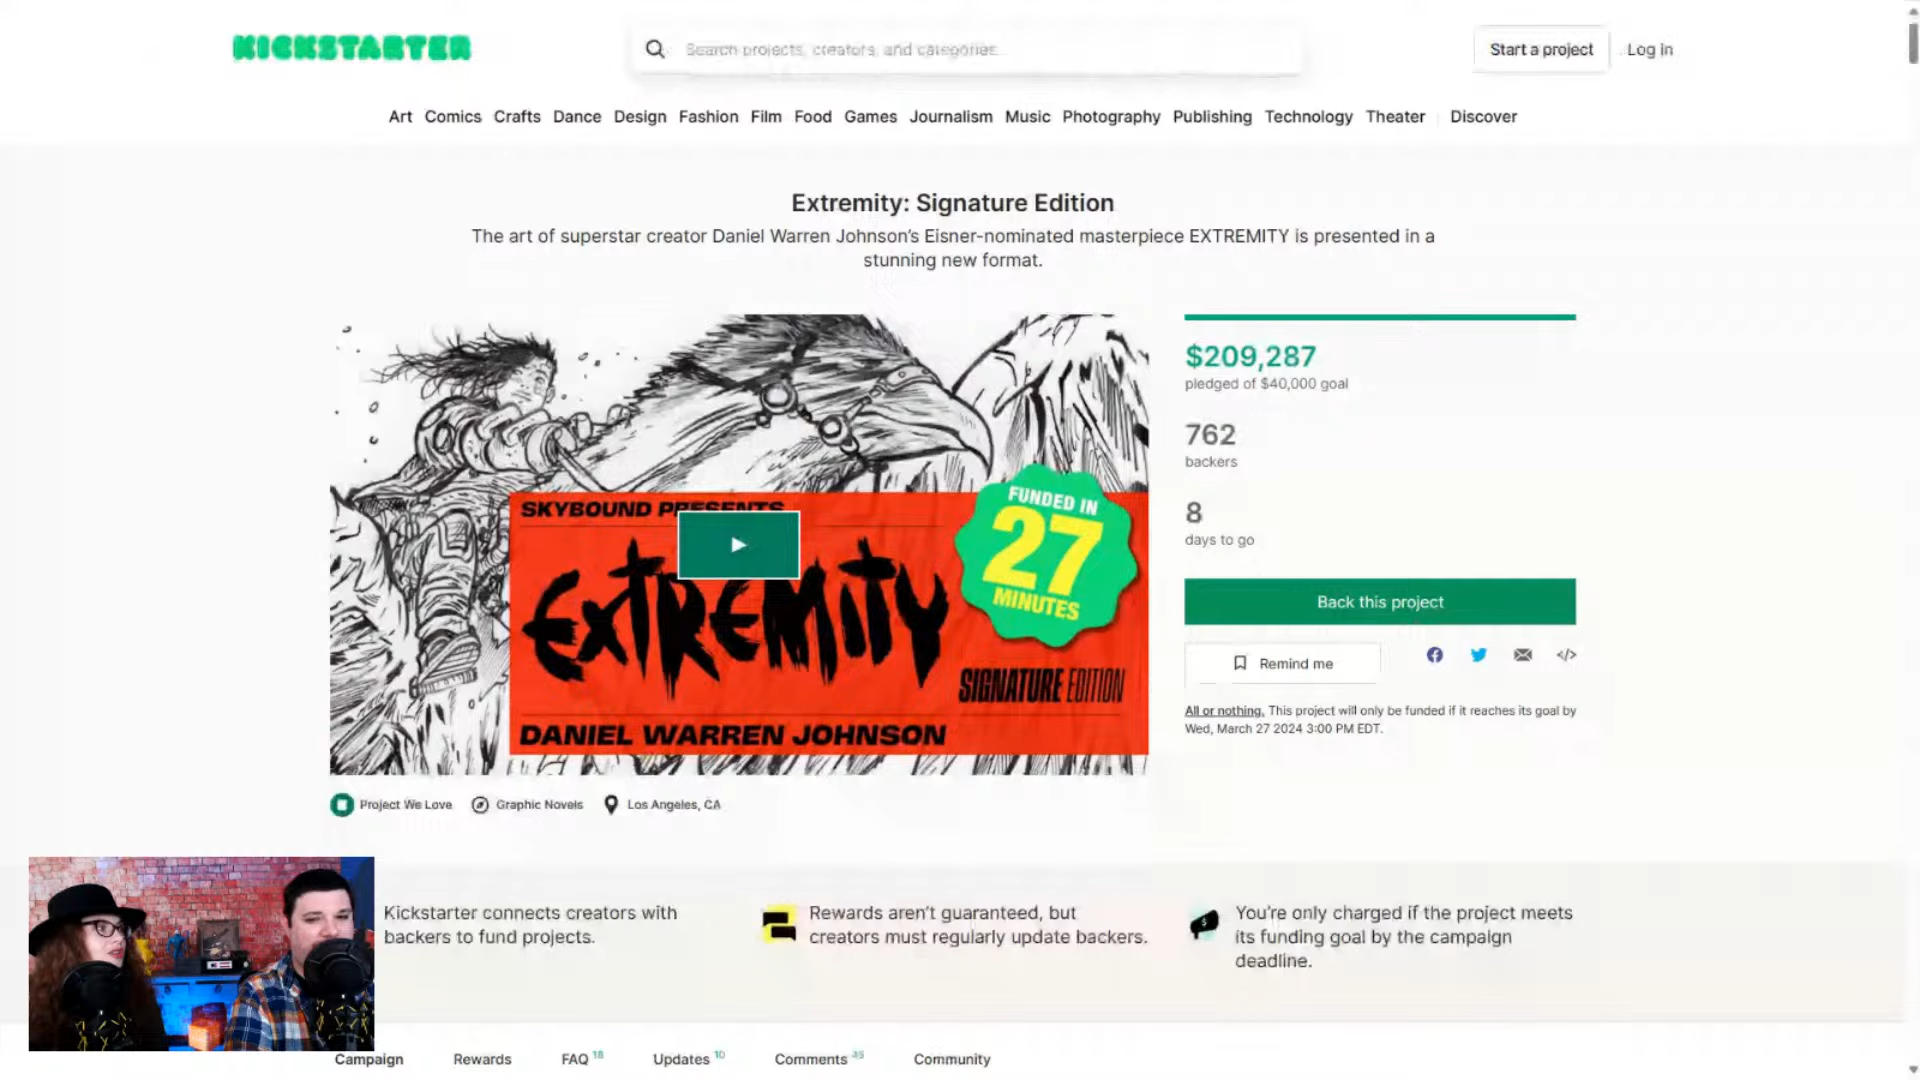 KICKSTARTER
Search projects, creators, and categories
Start a project
Log in
Art Comics Crafts Dance Design Fashion Film Food Games Journalism Music Photography Publishing Technology Theater Discover
Extremity: Signature Edition
The art of superstar creator Daniel Warren Johnson's Eisner-nominated masterpiece EXTREMITY is presented in a
stunning new format.
SKYBOUND PRESENTS
EXTREMITY
FUNDED IN
27
MINUTES
SIGNATURE EDITION
DANIEL WARREN JOHNSON
$209,287
pledged of $40,000 goal
762
backers
8
days to go
Back this project
Remind me
</>
All or nothing. This project will only be funded if it reaches its goal by
Wed, March 27 2024 3:00 PM EDT.
Project We Love
Graphic Novels
Los Angeles, CA
Kickstarter connects creators with
backers to fund projects.
Rewards aren't guaranteed, but
creators must regularly update backers.
You're only charged if the project meets
its funding goal by the campaign
deadline.
Campaign Rewards FAQ 18 Updates 10 Comments Community